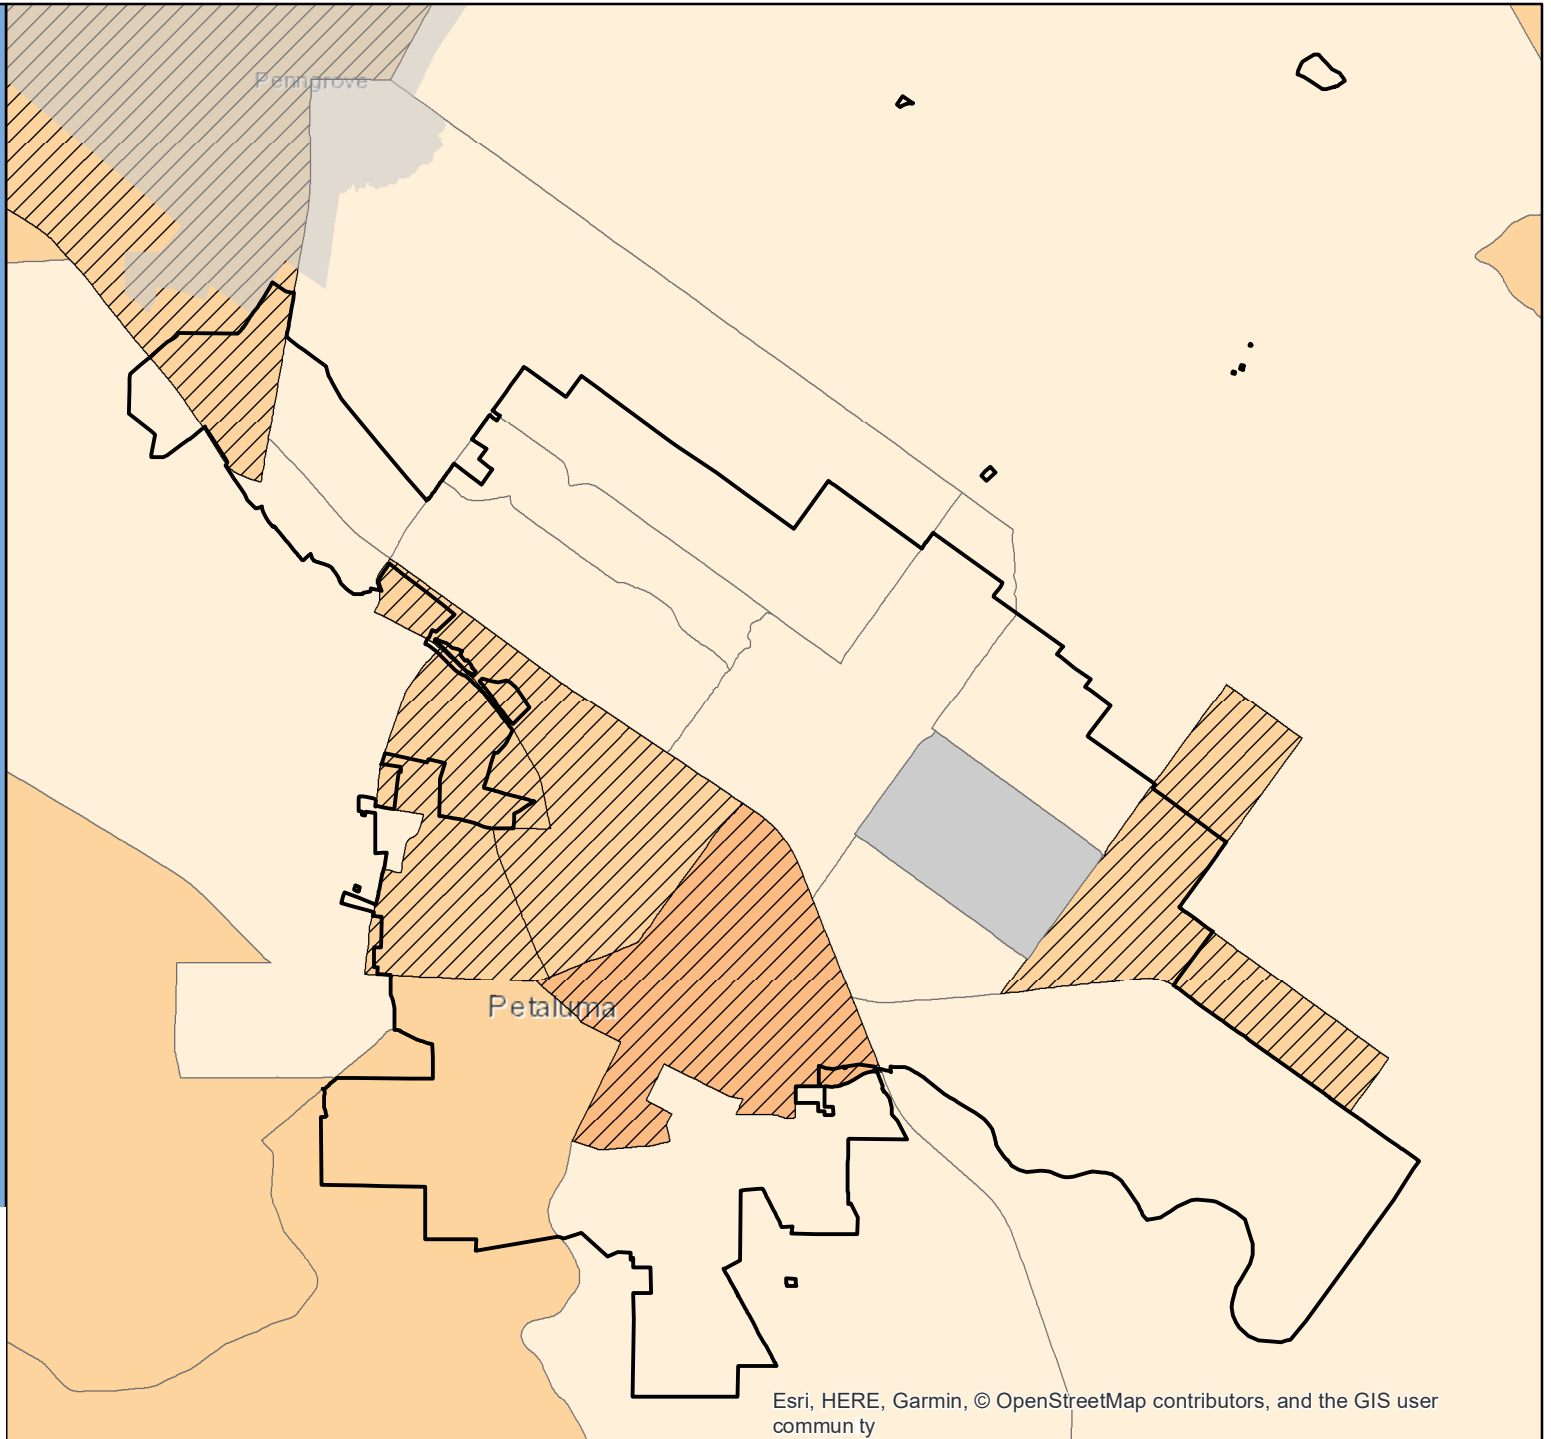 Penngrove
Petaluma
Esri, HERE, Garmin, © OpenStreetMap contributors, and the GIS user
commun ty